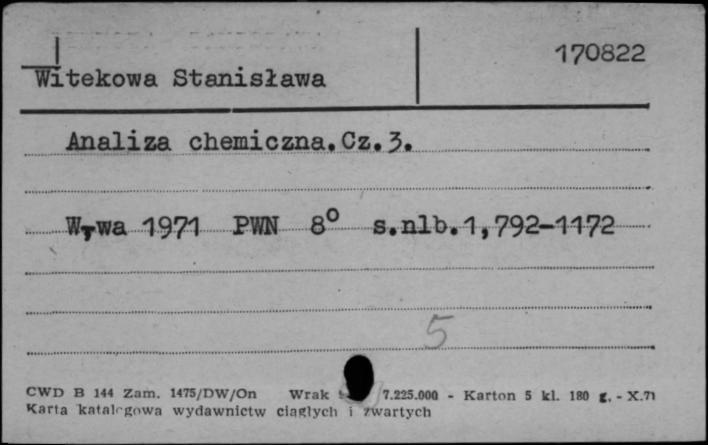 170822
Witekowa Stanisława
Analiza chemiczna.Cz.3.
W,wa 1971 PWN 8° s.nlb.1,792-1172
5
CWD B 144 Zam. 1475/DW/On Wrak 7.225.000 - Karton 5 kl. 180 g. - X.71
Karta katalogowa wydawnictw ciągłych i zwartych